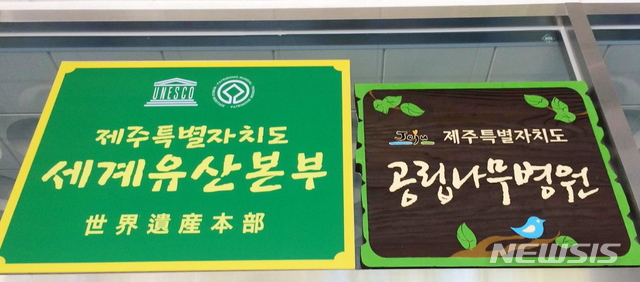 UNESCO
제주특별자치도
세계유산본부
世界遺産本部
Jeju 제주특별자치도
공립나무병원
NEWSIS